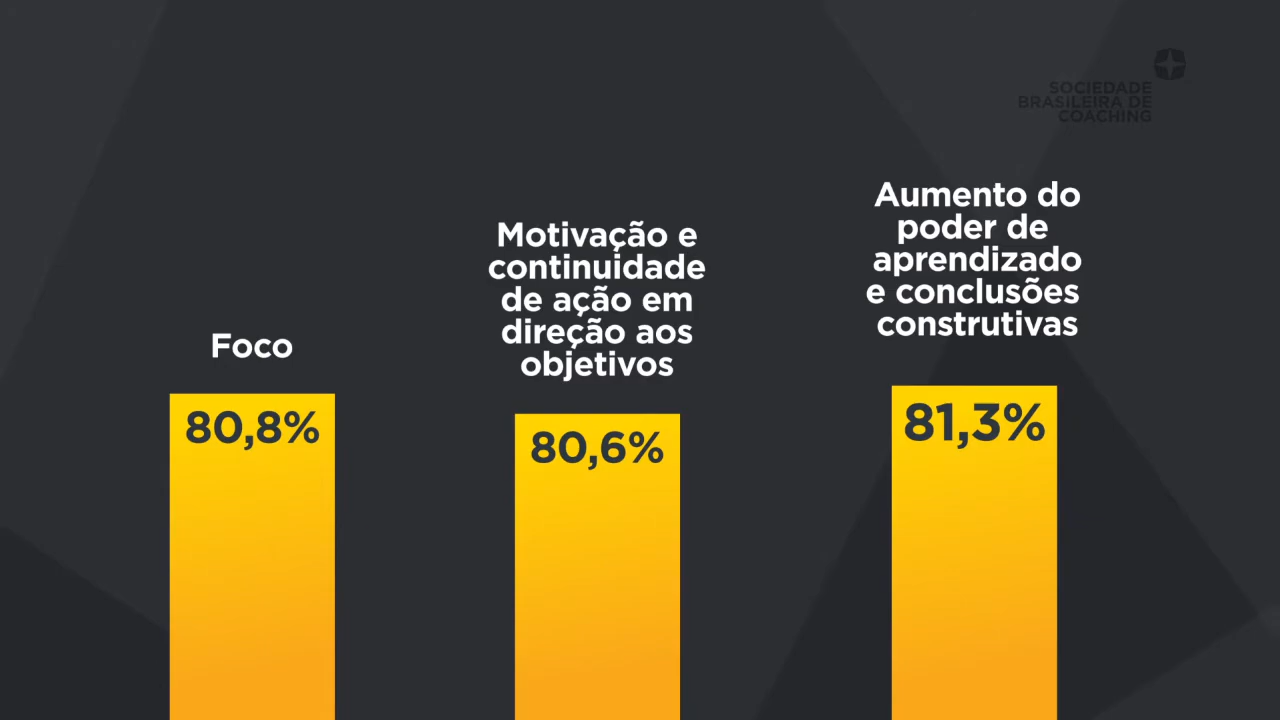 SOCIEDADE
BRASILEIRA DE
COACHING
Foco
80,8%
Motivação e
continuidade
de ação em
direção aos
objetivos
80,6%
Aumento do
poder de
aprendizado
e conclusões
construtivas
81,3%